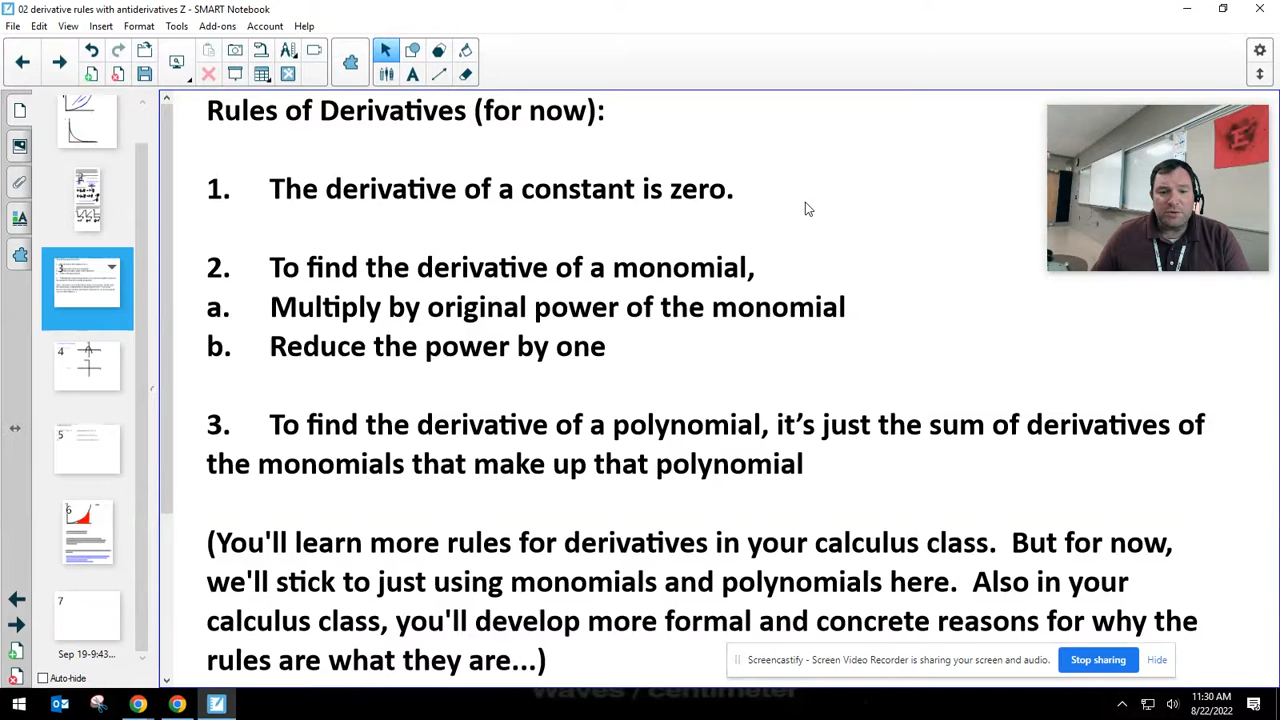 02 derivative rules with antiderivatives Z - SMART Notebook
File Edit View Insert Format Tools Add-ons Account Help
Rules of Derivatives (for now):
1. The derivative of a constant is zero.
2. To find the derivative of a monomial,
a. Multiply by original power of the monomial
b. Reduce the power by one
3. To find the derivative of a polynomial, it's just the sum of derivatives of
the monomials that make up that polynomial
(You'll learn more rules for derivatives in your calculus class. But for now,
we'll stick to just using monomials and polynomials here. Also in your
calculus class, you'll develop more formal and concrete reasons for why the
rules are what they are...)
3
4
5
6
7
Sep 19-9:43...
Auto-hide
Screencastify - Screen Video Recorder is sharing your screen and audio. Stop sharing Hide
Waves / centimeter
11:30 AM
8/22/2022